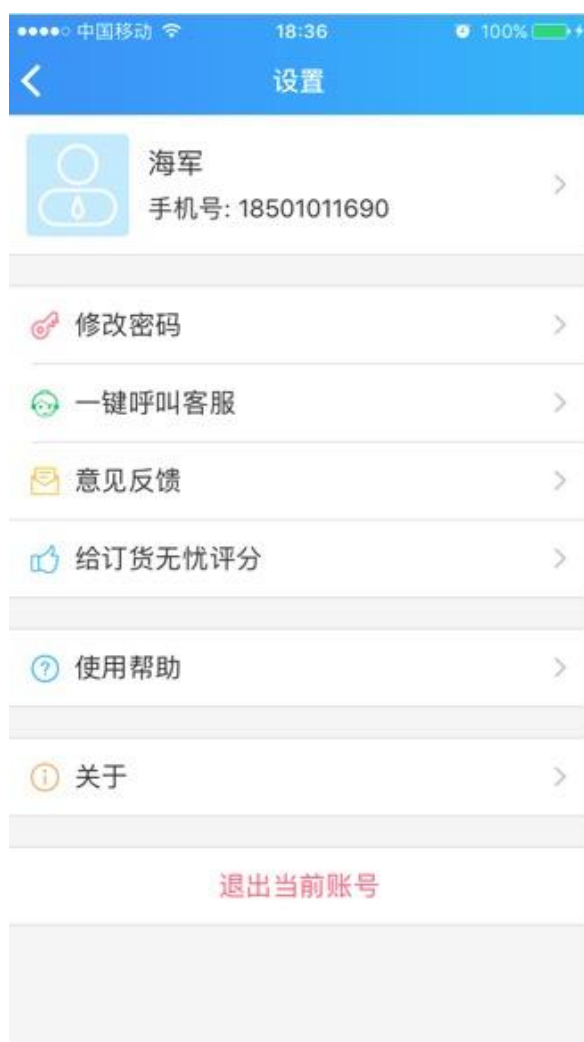 中国移动 18:36 100%
设置
海军
手机号: 18501011690
修改密码
一键呼叫客服
意见反馈
给订货无忧评分
使用帮助
关于
退出当前账号